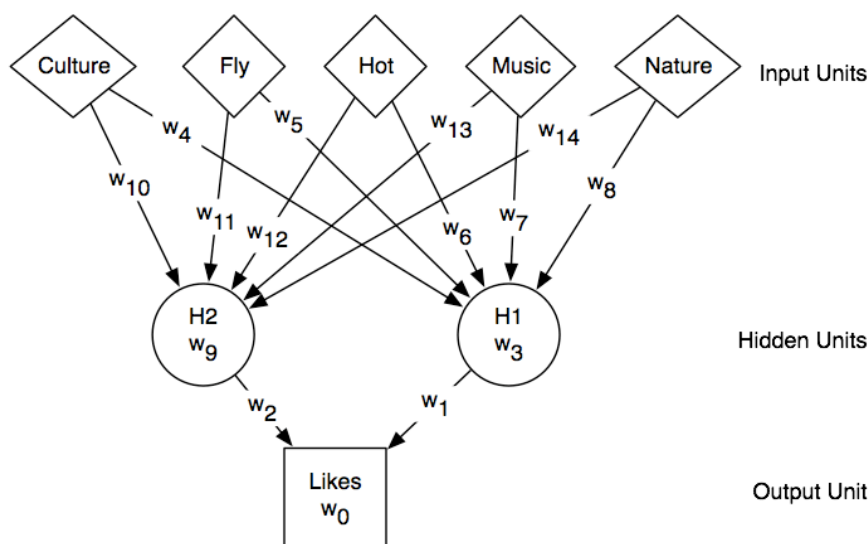 Culture
Fly
Hot
Music
Nature
Input Units
w4
w5
w13
w14
w10
w11
w12
w6
w7
w8
H2
w9
H1
w3
Hidden Units
w2
w1
Likes
w0
Output Unit